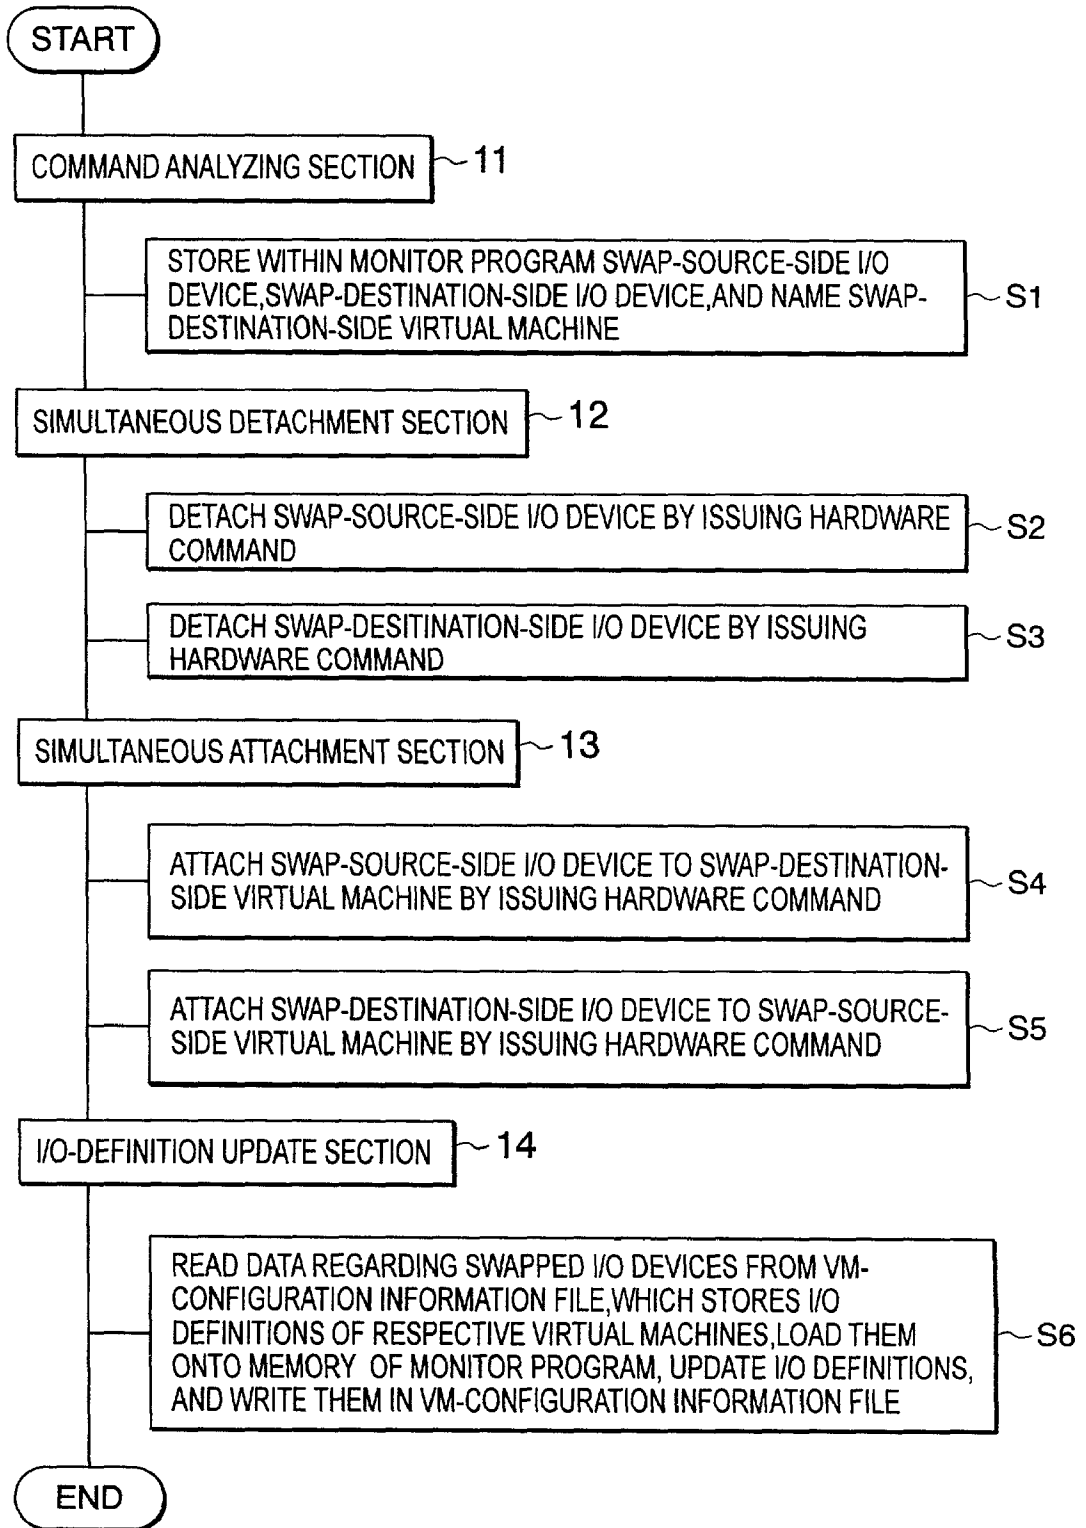 START
COMMAND ANALYZING SECTION
11
STORE WITHIN MONITOR PROGRAM SWAP-SOURCE-SIDE I/O
DEVICE,SWAP-DESTINATION-SIDE I/O DEVICE,AND NAME SWAP-
DESTINATION-SIDE VIRTUAL MACHINE
S1
SIMULTANEOUS DETACHMENT SECTION
12
DETACH SWAP-SOURCE-SIDE I/O DEVICE BY ISSUING HARDWARE
COMMAND
S2
DETACH SWAP-DESITINATION-SIDE I/O DEVICE BY ISSUING
HARDWARE COMMAND
S3
SIMULTANEOUS ATTACHMENT SECTION
13
ATTACH SWAP-SOURCE-SIDE I/O DEVICE TO SWAP-DESTINATION-
SIDE VIRTUAL MACHINE BY ISSUING HARDWARE COMMAND
S4
ATTACH SWAP-DESTINATION-SIDE I/O DEVICE TO SWAP-SOURCE-
SIDE VIRTUAL MACHINE BY ISSUING HARDWARE COMMAND
S5
I/O-DEFINITION UPDATE SECTION
14
READ DATA REGARDING SWAPPED I/O DEVICES FROM VM-
CONFIGURATION INFORMATION FILE,WHICH STORES I/O
DEFINITIONS OF RESPECTIVE VIRTUAL MACHINES,LOAD THEM
ONTO MEMORY OF MONITOR PROGRAM, UPDATE I/O DEFINITIONS,
AND WRITE THEM IN VM-CONFIGURATION INFORMATION FILE
S6
END